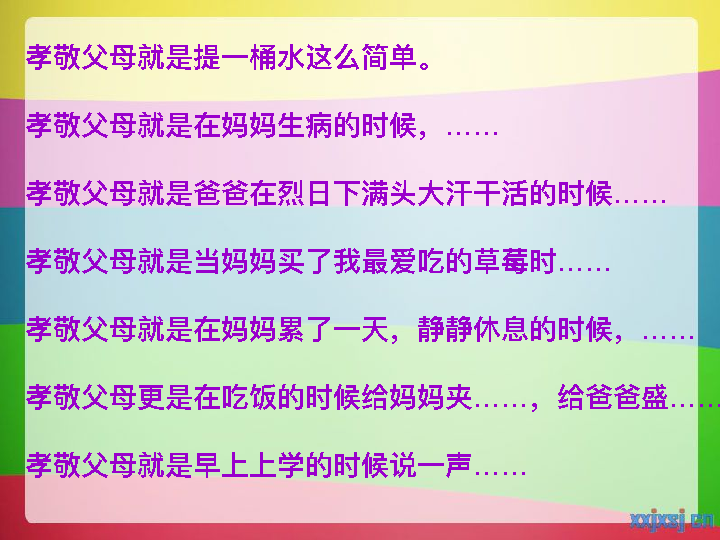 孝敬父母就是提一桶水这么简单。
孝敬父母就是在妈妈生病的时候，……
孝敬父母就是爸爸在烈日下满头大汗干活的时候……
孝敬父母就是当妈妈买了我最爱吃的草莓时……
孝敬父母就是在妈妈累了一天，静静休息的时候，……
孝敬父母更是在吃饭的时候给妈妈夹……，给爸爸盛……
孝敬父母就是早上上学的时候说一声……
xxjxsj.cn